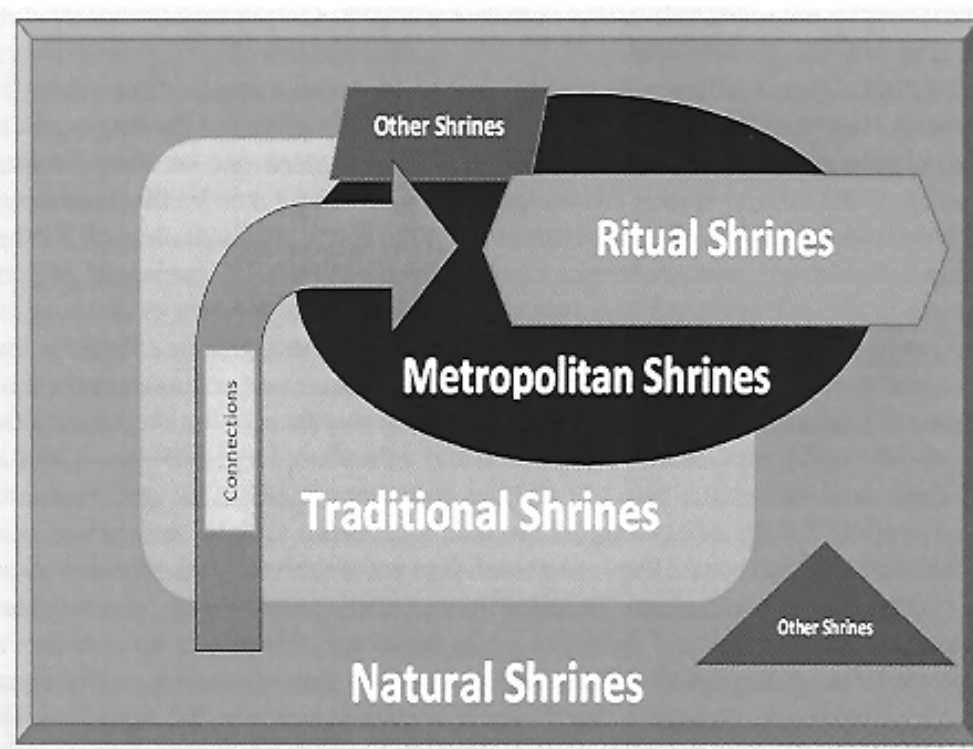 Other Shrines
Ritual Shrines
Metropolitan Shrines
Connections
Traditional Shrines
Other Shrines
Natural Shrines